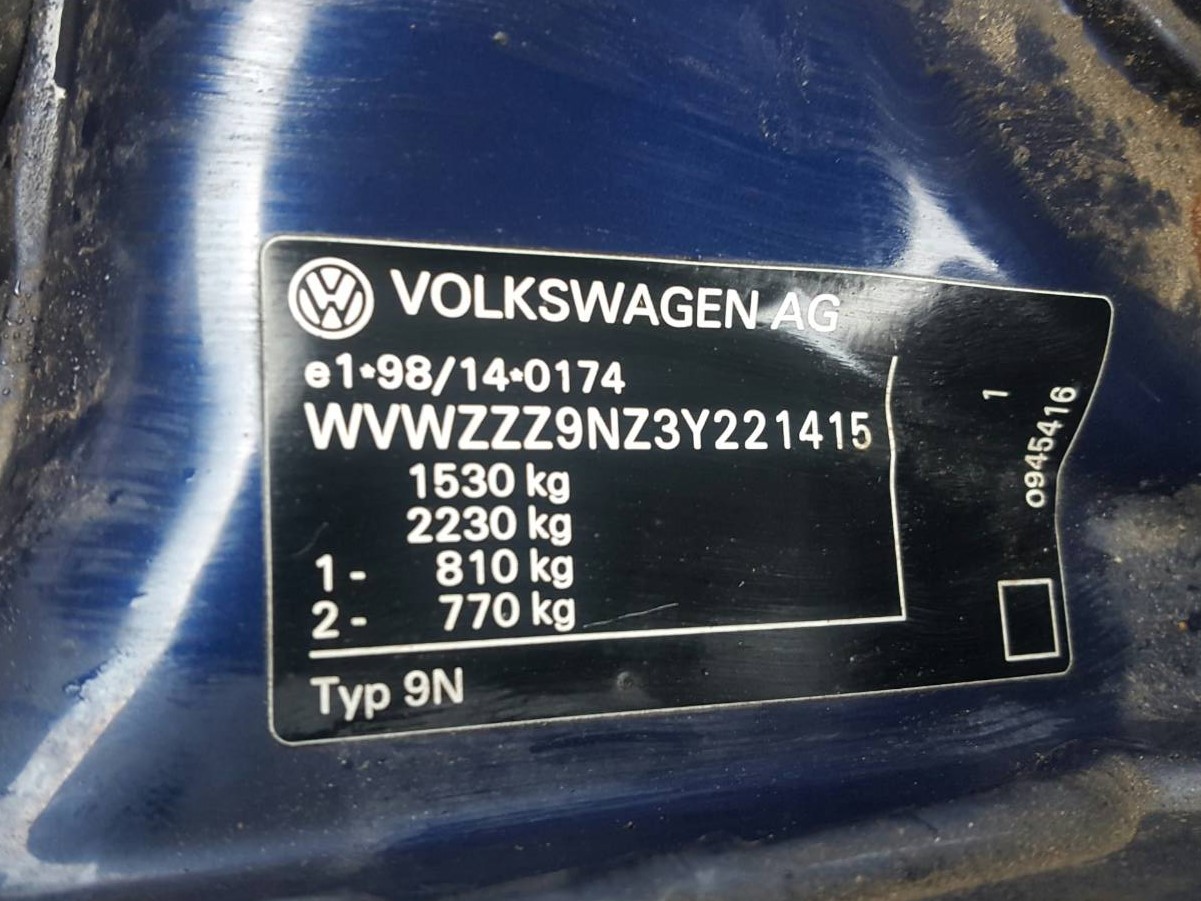 VOLKSWAGEN AG
e1*98/14*0174
WVWZZZ9NZ3Y221415
1530 kg
2230 kg
1- 810 kg
2- 770 kg
Typ 9N
1
0945416